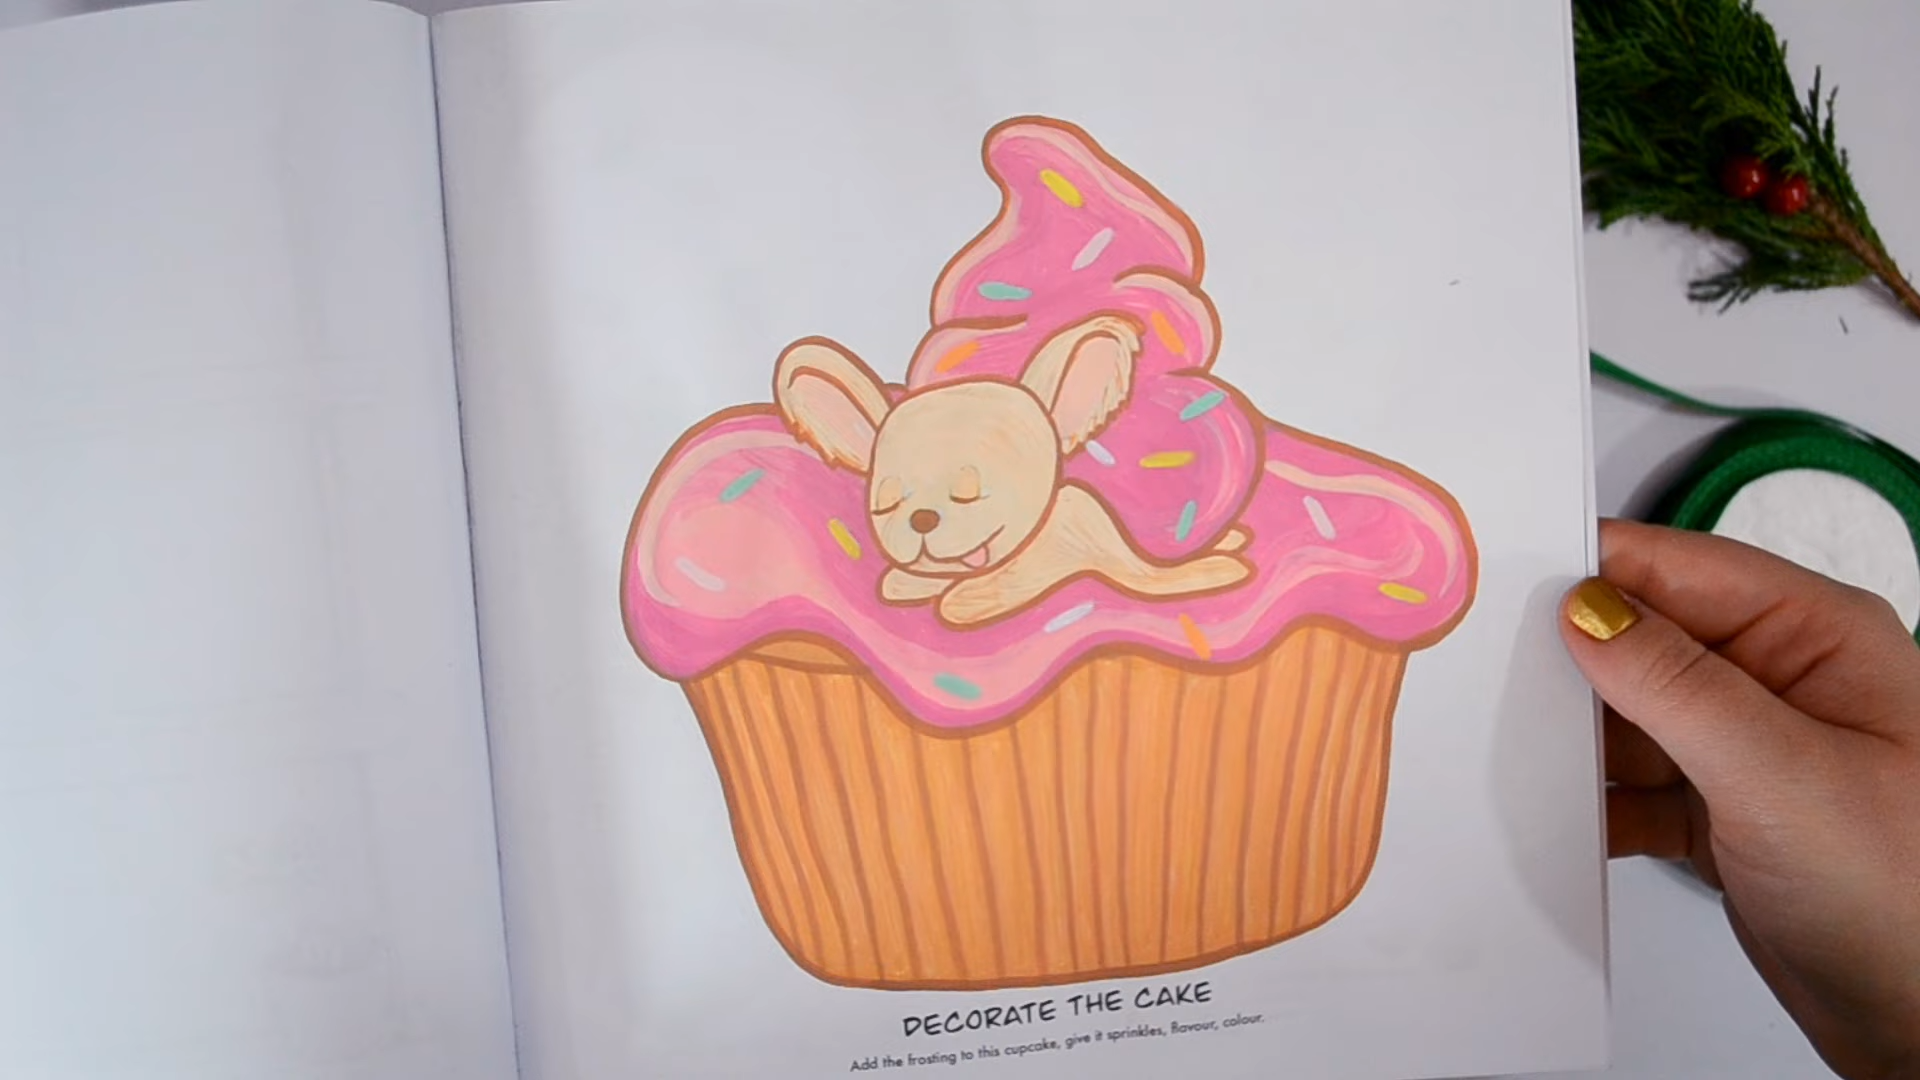 DECORATE THE CAKE
Add the frosting to this cupcake, give it sprinkles, flavour, colour.